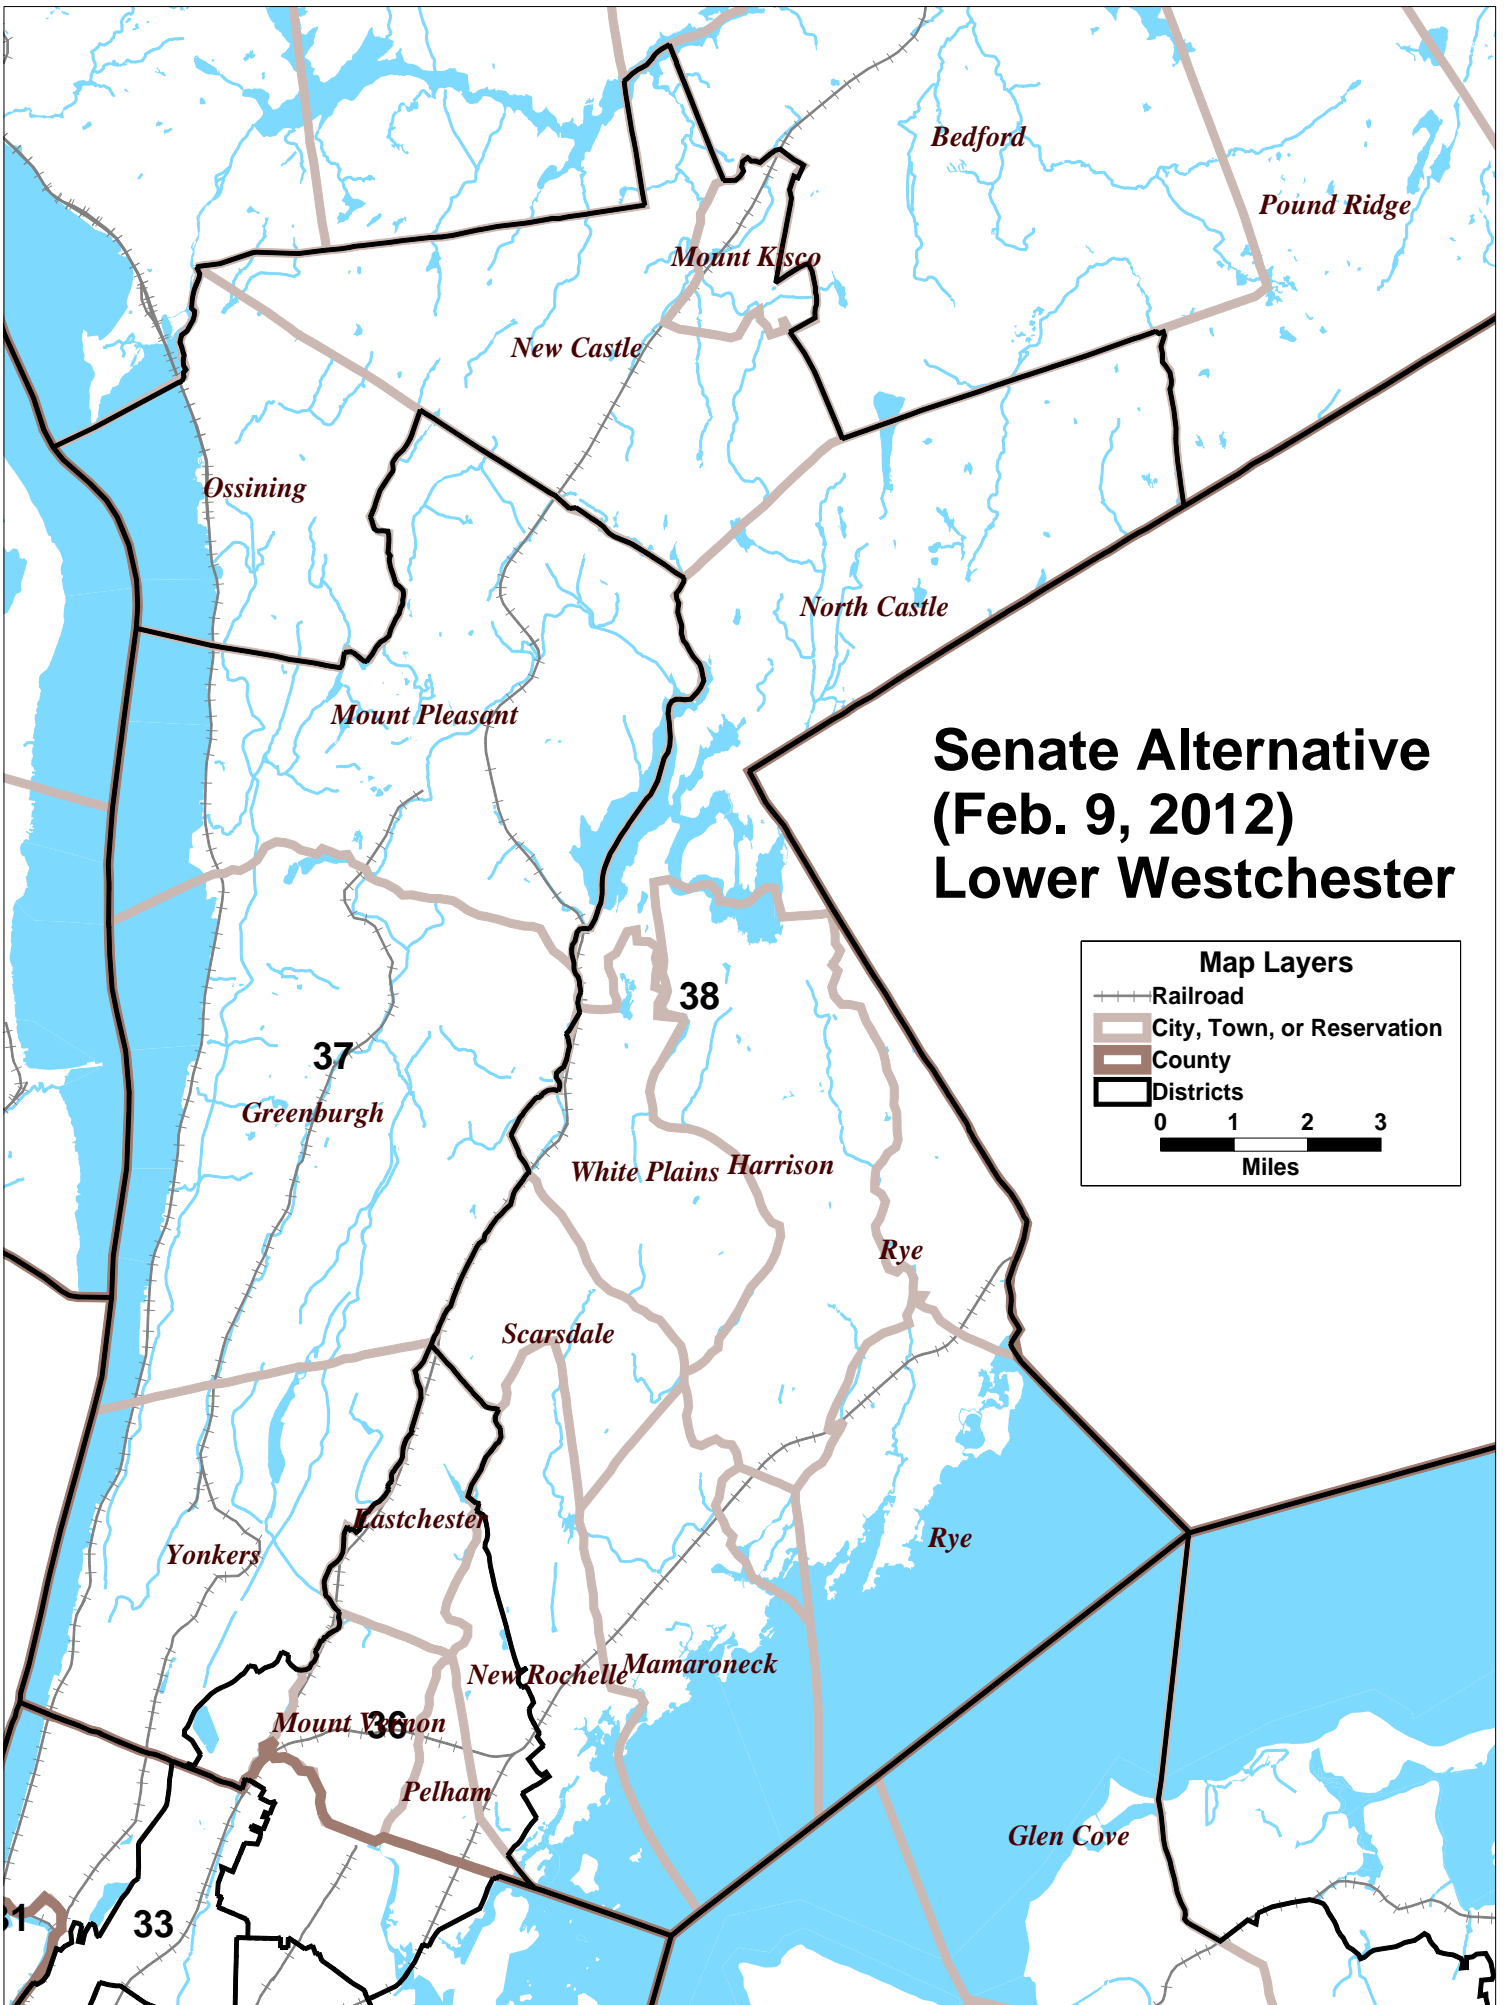 Bedford
Pound Ridge
Mount Kisco
New Castle
Ossining
North Castle
Mount Pleasant
Senate Alternative
(Feb. 9, 2012)
Lower Westchester
Map Layers
Railroad
City, Town, or Reservation
County
Districts
0 1 2 3
Miles
38
37
Greenburgh
White Plains
Harrison
Rye
Scarsdale
Eastchester
Yonkers
Rye
New Rochelle
Mamaroneck
Mount Vernon
36
Pelham
Glen Cove
31
33